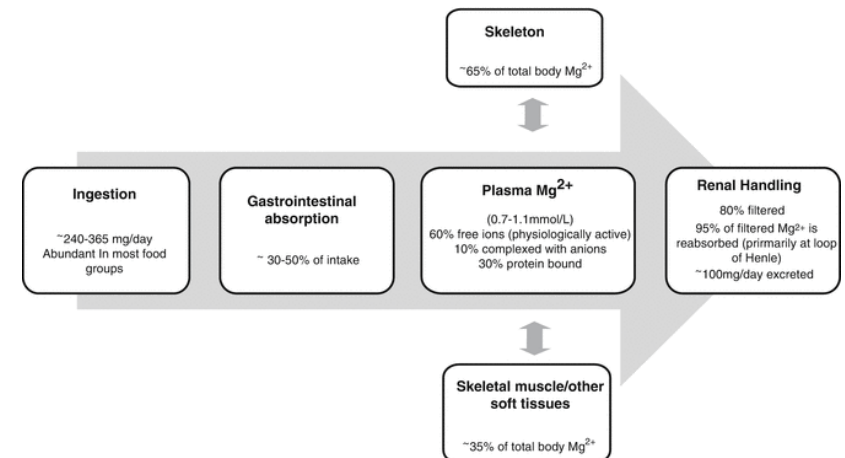 Skeleton
~65% of total body Mg2+
Ingestion
~240-365 mg/day
Abundant In most food
groups
Gastrointestinal
absorption
~ 30-50% of intake
Plasma Mg2+
(0.7-1.1mmol/L)
60% free ions (physiologically active)
10% complexed with anions
30% protein bound
Renal Handling
80% filtered
95% of filtered Mg2+ is
reabsorbed (prirmarily at loop
of Henle)
~100mg/day excreted
Skeletal muscle/other
soft tissues
~35% of total body Mg2+